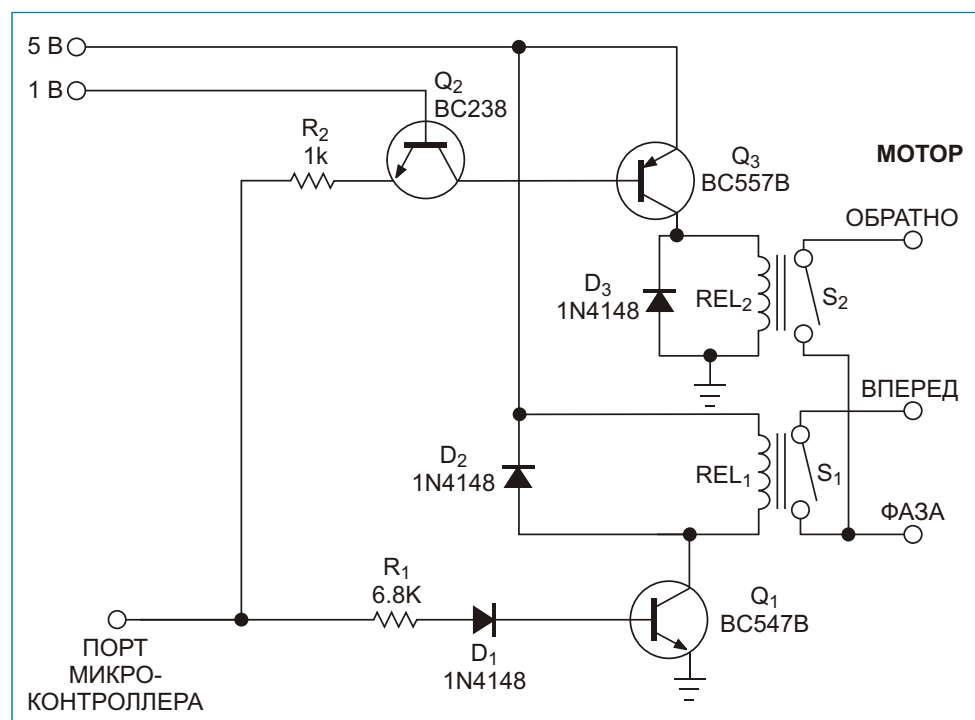 5 В
1 В
Q2
BC238
R2
1k
Q3
BC557B
МОТОР
ОБРАТНО
D3
1N4148
REL2
S2
ВПЕРЕД
D2
1N4148
REL1
S1
ФАЗА
R1
6.8K
Q1
BC547B
D1
1N4148
ПОРТ
МИКРО-
КОНТРОЛЛЕРА